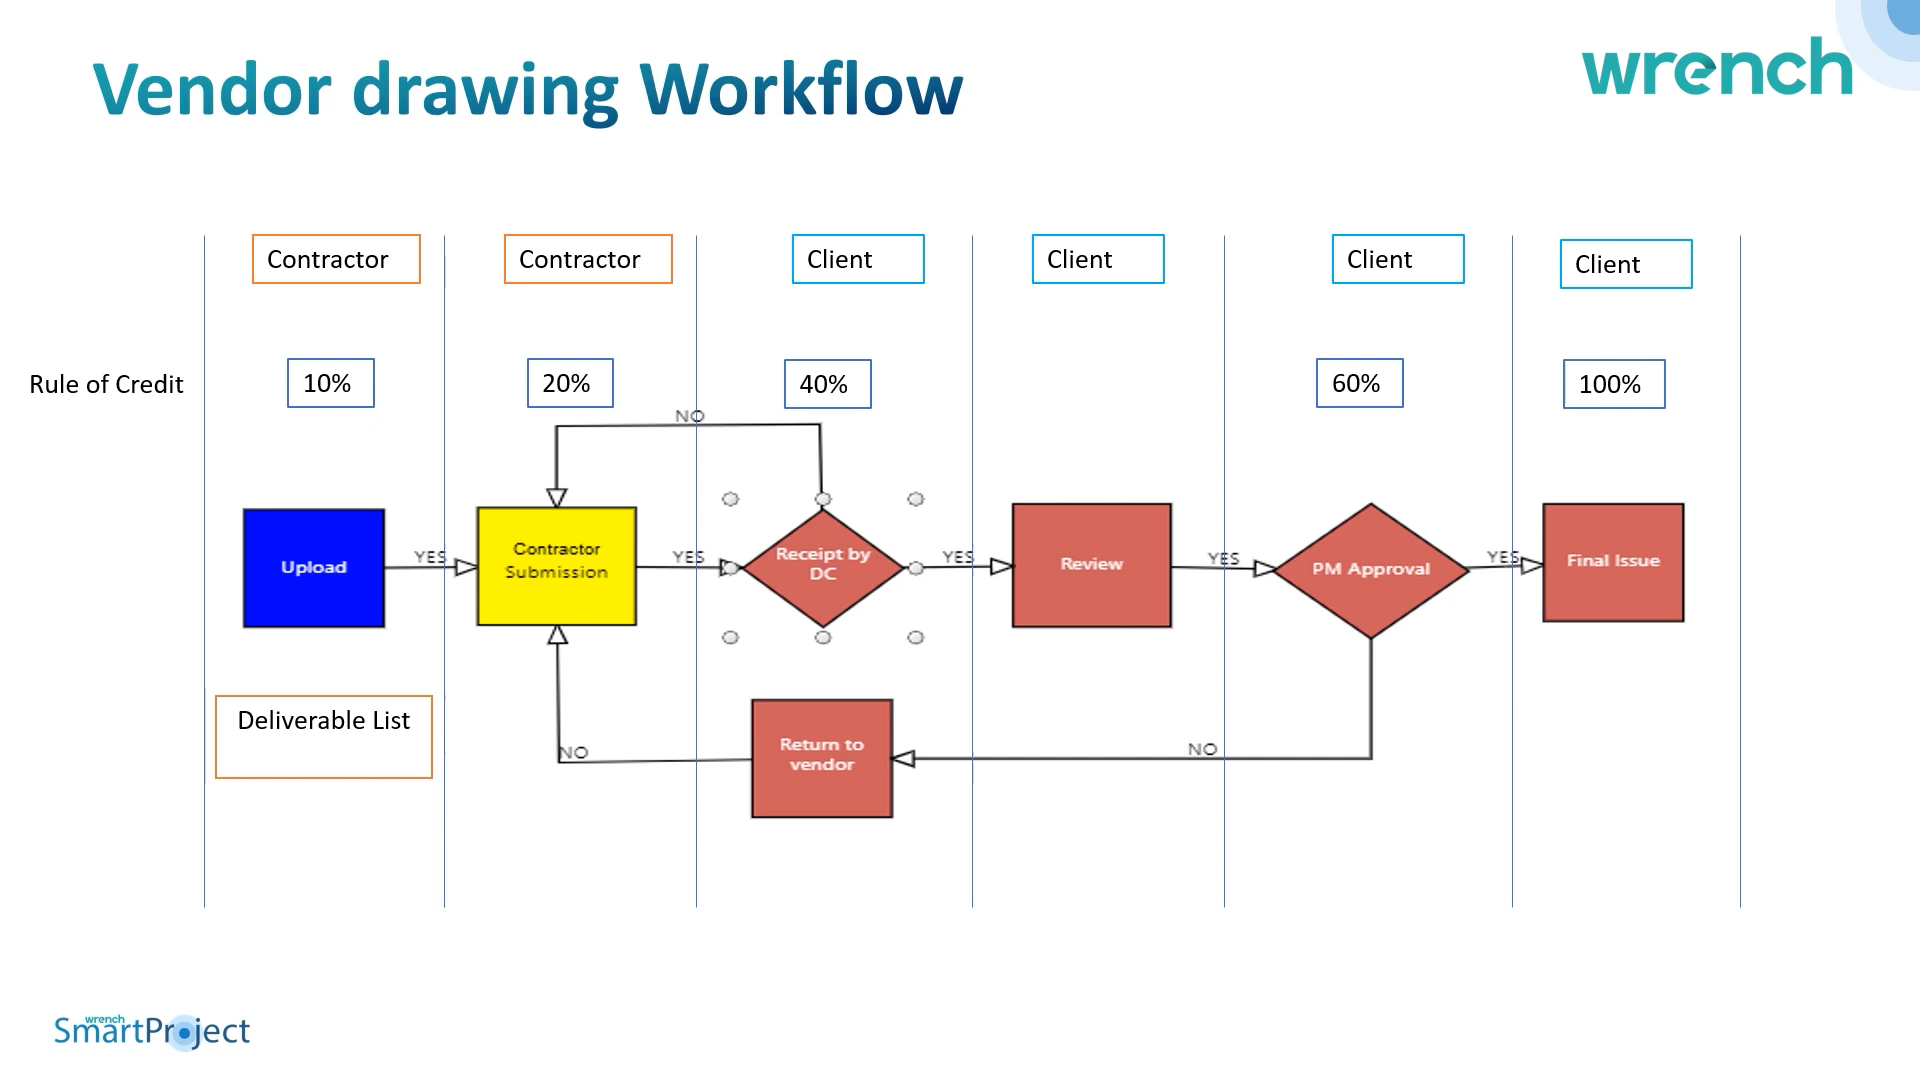 Vendor drawing Workflow
wrench
Contractor
Contractor
Client
Client
Client
Client
Rule of Credit
10%
20%
40%
60%
100%
NO
Upload
YES
Contractor
Submission
YES
Receipt by
DC
YES
Review
YES
PM Approval
YES
Final Issue
Deliverable List
NO
Return to
vendor
NO
wrench
SmartProject